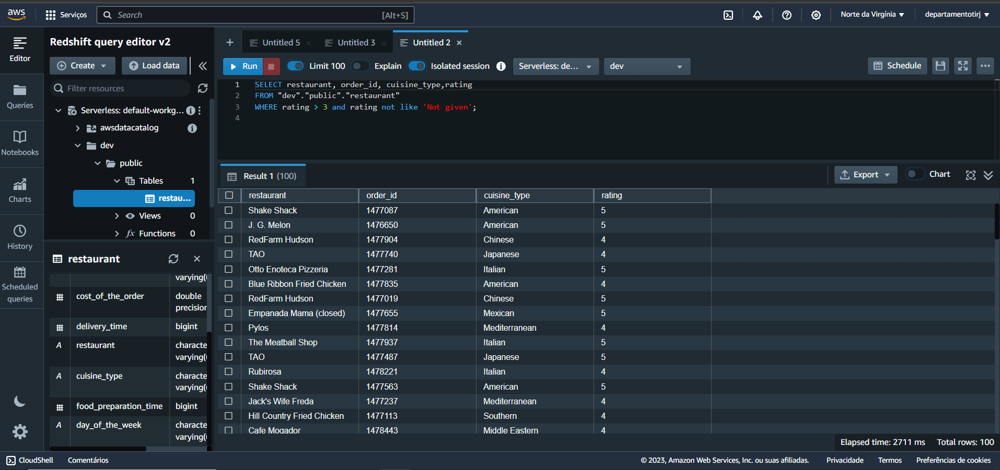 aws
Serviços
Search [Alt+S]
Norte da Virgínia
departamentotirj
Editor
Queries
Notebooks
Charts
History
Scheduled
queries
Redshift query editor v2
Create
Load data
Filter resources
Serverless: default-workg...
awsdatacatalog
dev
public
Tables 1
restau...
Views 0
fx Functions 0
restaurant
varying(
cost_of_the_order double
precision
delivery_time bigint
A restaurant characte
varying(
A cuisine_type characte
varying(
food_preparation_time bigint
A day_of_the_week characte
varying(
Untitled 5
Untitled 3
Untitled 2
Run
Limit 100
Explain
Isolated session
Serverless: de...
dev
Schedule
1 SELECT restaurant, order_id, cuisine_type,rating
2 FROM "dev"."public"."restaurant"
3 WHERE rating > 3 and rating not like 'Not given';
4
Result 1 (100)
Export
Chart
restaurant order_id cuisine_type rating
Shake Shack 1477087 American 5
J. G. Melon 1476650 American 5
RedFarm Hudson 1477904 Chinese 4
TAO 1477740 Japanese 4
Otto Enoteca Pizzeria 1477281 Italian 5
Blue Ribbon Fried Chicken 1477835 American 4
RedFarm Hudson 1477019 Chinese 5
Empanada Mama (closed) 1477655 Mexican 5
Pylos 1477814 Mediterranean 4
The Meatball Shop 1477937 Italian 5
TAO 1477487 Japanese 5
Rubirosa 1478221 Italian 4
Shake Shack 1477563 American 5
Jack's Wife Freda 1477237 Mediterranean 4
Hill Country Fried Chicken 1477113 Southern 4
Cafe Mogador 1478443 Middle Eastern 4
Elapsed time: 2711 ms Total rows: 100
CloudShell
Comentários
© 2023, Amazon Web Services, Inc. ou suas afiliadas.
Privacidade
Termos
Preferências de cookies